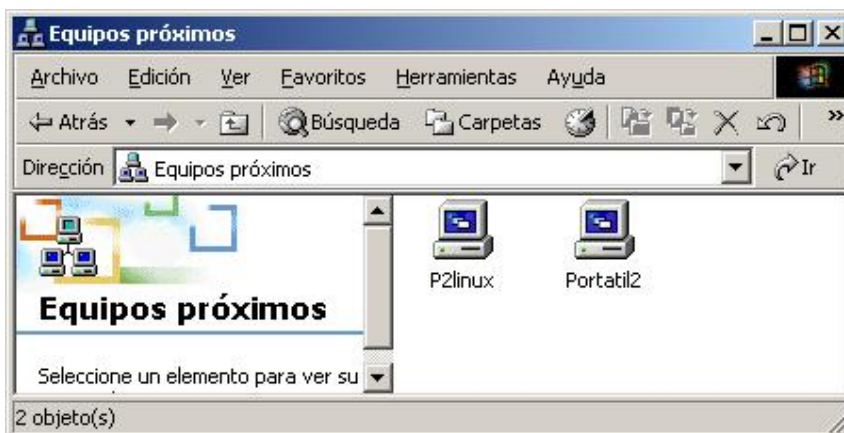 Equipos próximos
Archivo Edición Ver Favoritos Herramientas Ayuda
Atrás Búsqueda Carpetas »
Dirección Equipos próximos Ir
P2linux Portatil2
Equipos próximos
Seleccione un elemento para ver su
2 objeto(s)